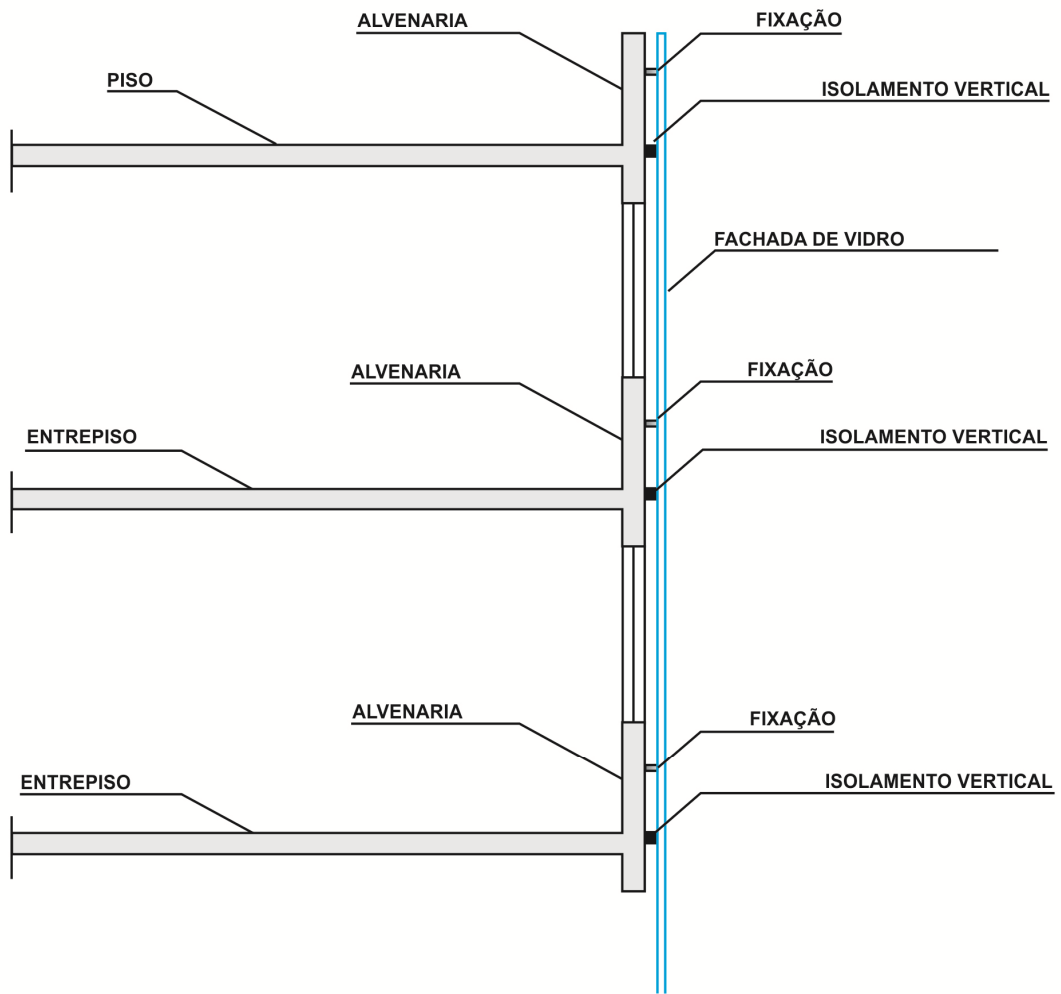 ALVENARIA
FIXAÇÃO
PISO
ISOLAMENTO VERTICAL
FACHADA DE VIDRO
ALVENARIA
FIXAÇÃO
ENTREPISO
ISOLAMENTO VERTICAL
ALVENARIA
FIXAÇÃO
ENTREPISO
ISOLAMENTO VERTICAL